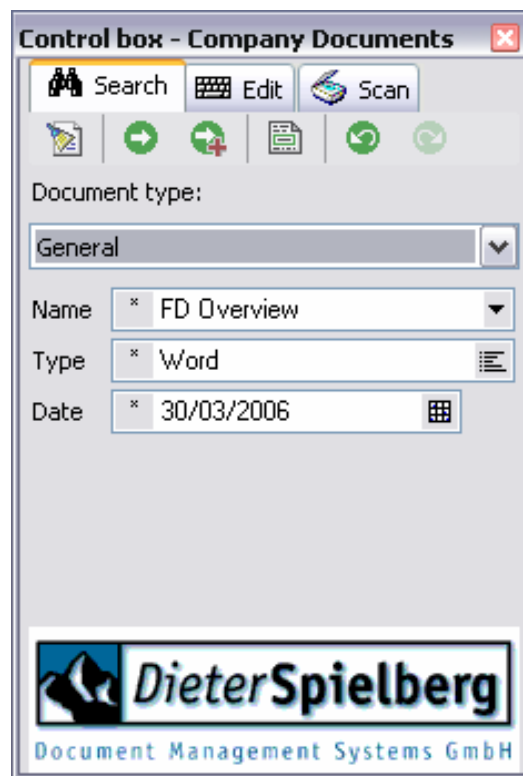 Control box - Company Documents
Search Edit Scan
Document type:
General
Name * FD Overview
Type * Word
Date * 30/03/2006
DieterSpielberg
Document Management Systems GmbH